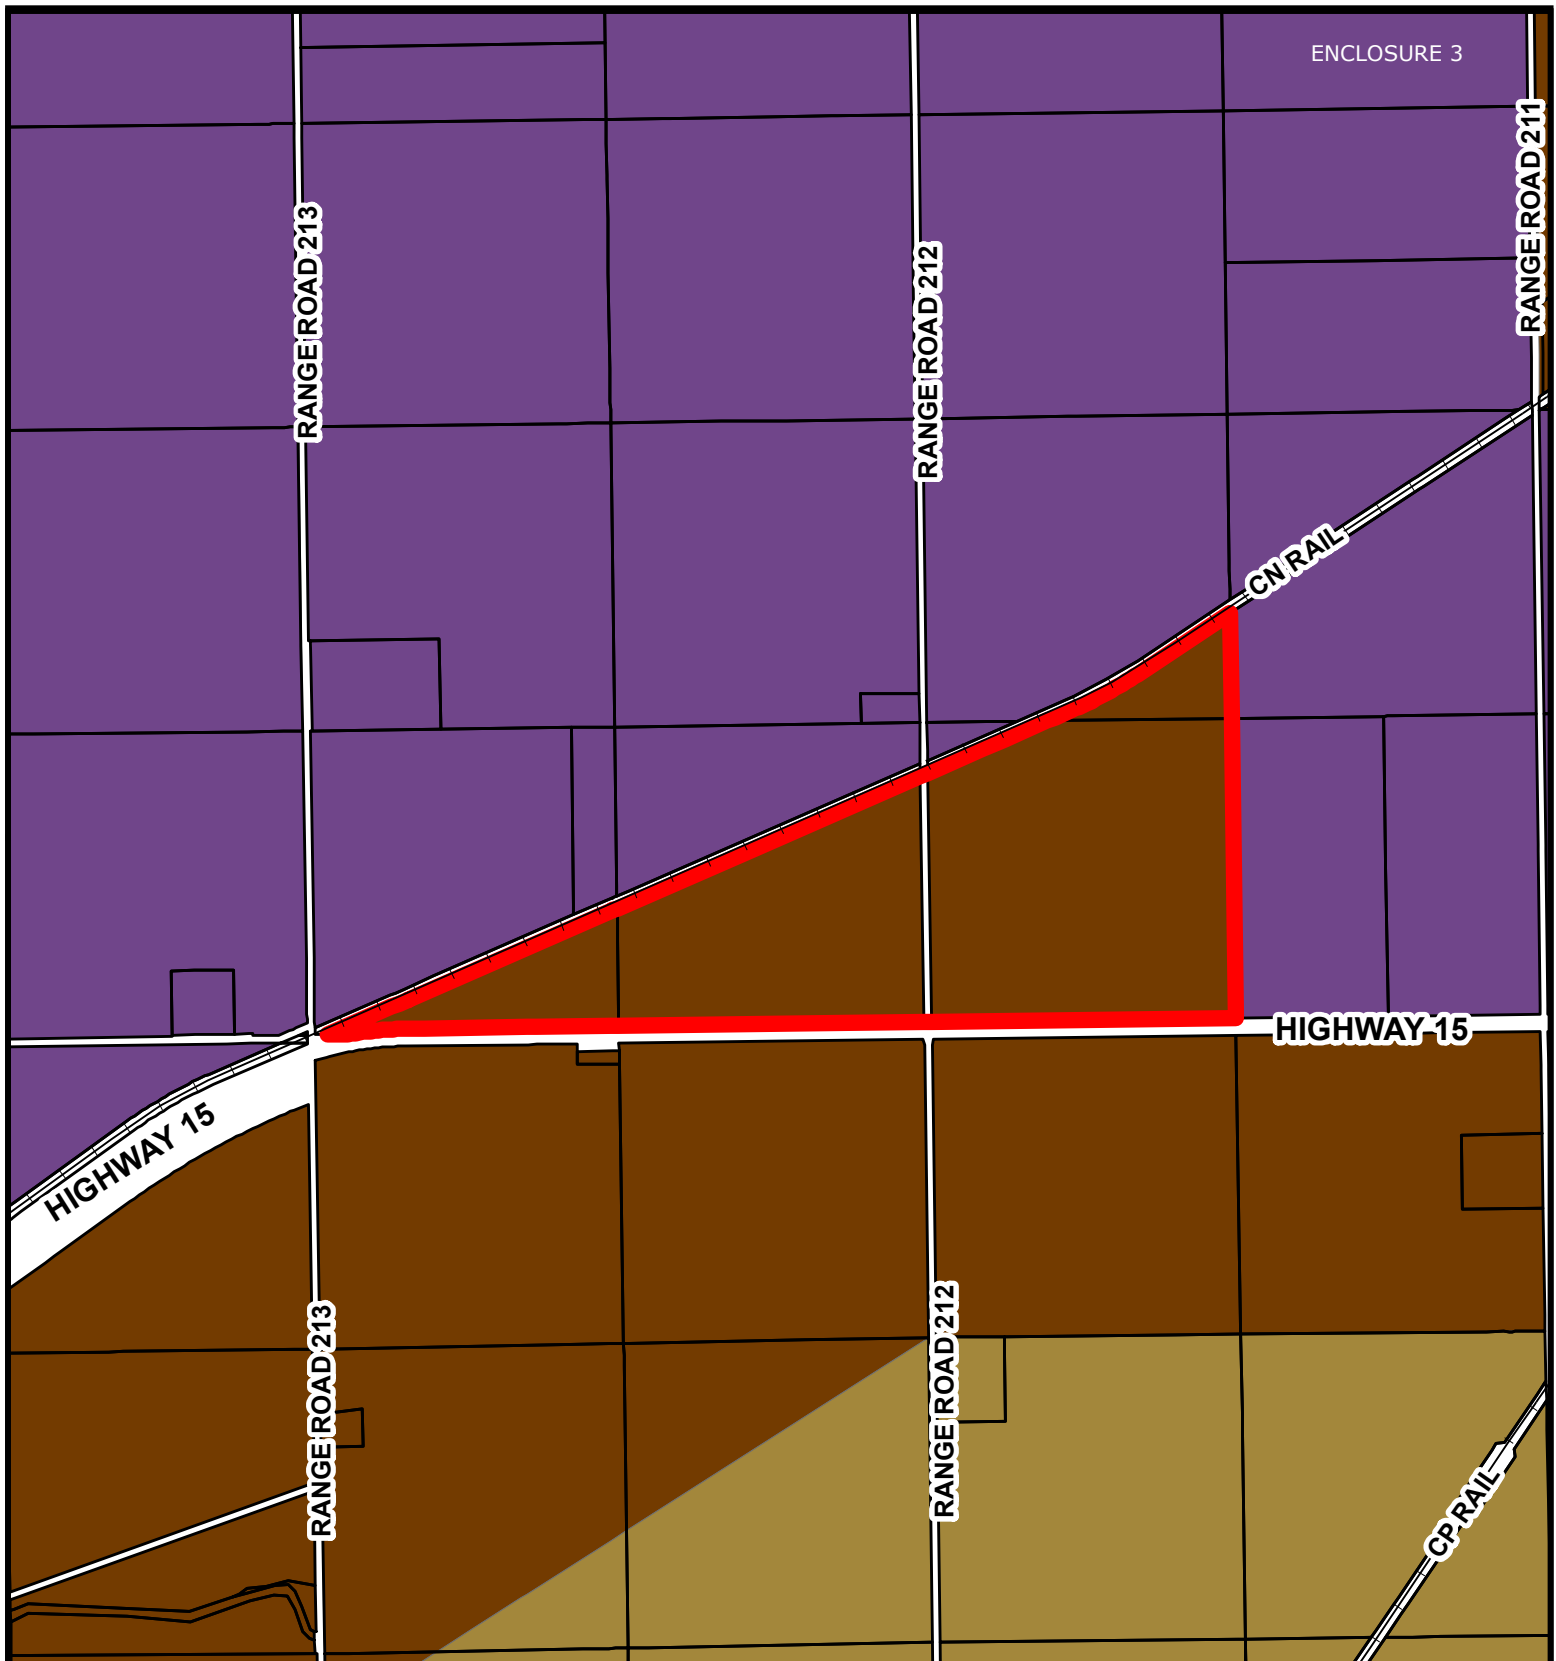 ENCLOSURE 3
RANGE ROAD 211
RANGE ROAD 213
RANGE ROAD 212
CN RAIL
HIGHWAY 15
HIGHWAY 15
RANGE ROAD 212
RANGE ROAD 213
CP RAIL